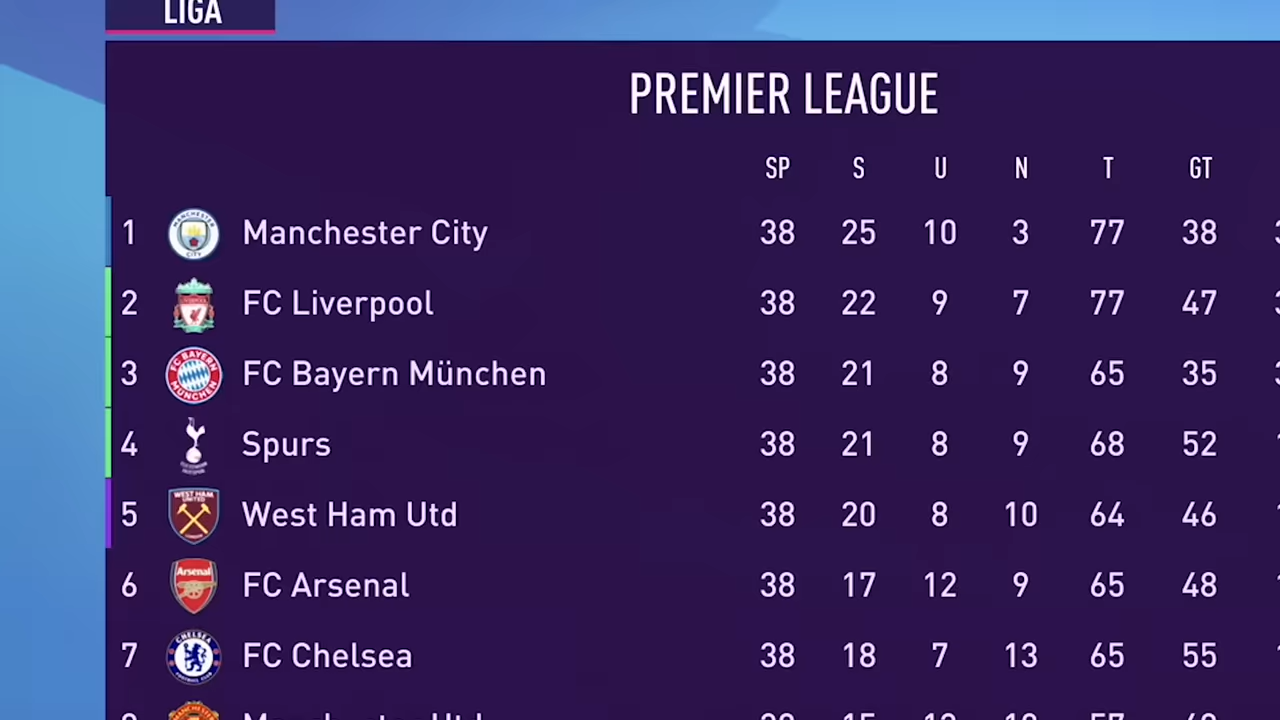 LIGA
PREMIER LEAGUE
SP S U N T GT
1 Manchester City 38 25 10 3 77 38
2 FC Liverpool 38 22 9 7 77 47
3 FC Bayern München 38 21 8 9 65 35
4 Spurs 38 21 8 9 68 52
5 West Ham Utd 38 20 8 10 64 46
6 FC Arsenal 38 17 12 9 65 48
7 FC Chelsea 38 18 7 13 65 55